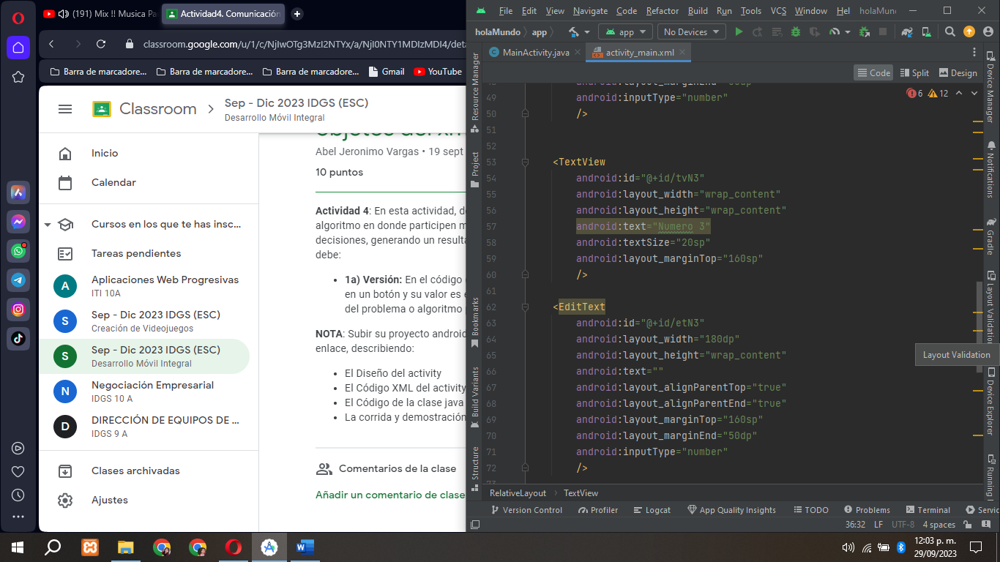 (191) Mix !! Musica Pa
Actividad4. Comunicación
classroom.google.com/u/1/c/NjIwOTg3MzI2NTYx/a/NjI0NTY1MDIzMDI4/deta
Barra de marcadore...
Barra de marcadore...
Barra de marcadore...
Gmail
YouTube
Classroom
Sep - Dic 2023 IDGS (ESC)
Desarrollo Móvil Integral
Inicio
Calendar
Cursos en los que te has insc...
Tareas pendientes
A
Aplicaciones Web Progresivas
ITI 10A
S
Sep - Dic 2023 IDGS (ESC)
Creación de Videojuegos
S
Sep - Dic 2023 IDGS (ESC)
Desarrollo Móvil Integral
N
Negociación Empresarial
IDGS 10 A
D
DIRECCIÓN DE EQUIPOS DE ...
IDGS 9 A
Clases archivadas
Ajustes
Abel Jeronimo Vargas • 19 sept
10 puntos
Actividad 4: En esta actividad, d
algoritmo en donde participen m
decisiones, generando un resulta
debe:
• 1a) Versión: En el código
en un botón y su valor es
del problema o algoritmo
NOTA: Subir su proyecto android
enlace, describiendo:
• El Diseño del activity
• El Código XML del activity
• El Código de la clase java
• La corrida y demostración
Comentarios de la clase
Añadir un comentario de clase
File Edit View Navigate Code Refactor Build Run Tools VCS Window Hel
holaMun
holaMundo
app
app
No Devices
MainActivity.java
activity_main.xml
Code
Split
Design
6
12
49 android:inputType="number"
50 />
51
52
53 <TextView
54 android:id="@+id/tvN3"
55 android:layout_width="wrap_content"
56 android:layout_height="wrap_content"
57 android:text="Numero 3"
58 android:textSize="20sp"
59 android:layout_marginTop="160sp"
60 />
61
62 <EditText
63 android:id="@+id/etN3"
64 android:layout_width="180dp"
65 android:layout_height="wrap_content"
66 android:text=""
67 android:layout_alignParentTop="true"
68 android:layout_alignParentEnd="true"
69 android:layout_marginTop="160sp"
70 android:layout_marginEnd="50dp"
71 android:inputType="number"
72 />
Resource Manager
Project
Bookmarks
Build Variants
Structure
Device Manager
Notifications
Gradle
Layout Validation
Layout Validation
Device Explorer
Running
RelativeLayout
TextView
Version Control
Profiler
Logcat
App Quality Insights
TODO
Problems
Terminal
Servic
36:32
LF
UTF-8
4 spaces
12:03 p. m.
29/09/2023